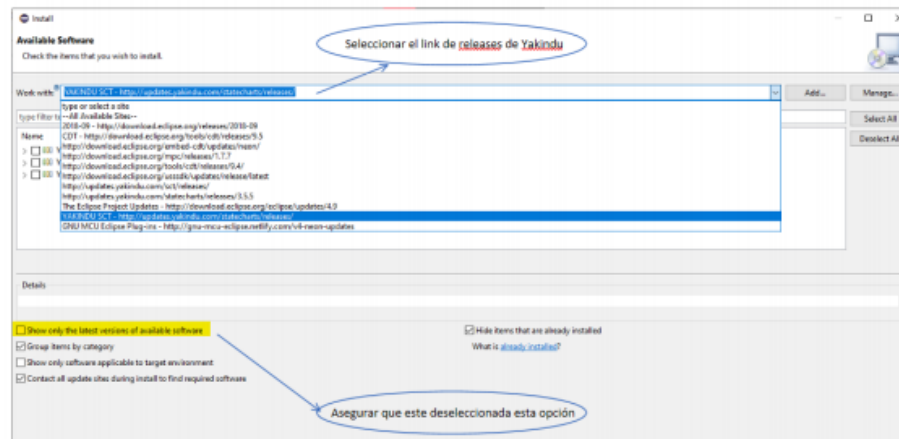 Install
Available Software
Check the items that you wish to install.
Seleccionar el link de releases de Yakindu
Work with: YAKINDU SCT - http://updates.yakindu.com/statecharts/releases/
Add...
Manage...
type or select a site
type filter te
--All Available Sites--
Select All
2018-09 - http://download.eclipse.org/releases/2018-09
Name
CDT - http://download.eclipse.org/tools/cdt/releases/9.5
Deselect All
http://download.eclipse.org/embed-cdt/updates/neon/
http://download.eclipse.org/mpc/releases/1.7.7
http://download.eclipse.org/tools/cdt/releases/9.4/
http://download.eclipse.org/usssdk/updates/release/latest
http://updates.yakindu.com/sct/releases/
http://updates.yakindu.com/statecharts/releases/3.5.5
The Eclipse Project Updates - http://download.eclipse.org/eclipse/updates/4.9
YAKINDU SCT - http://updates.yakindu.com/statecharts/releases/
GNU MCU Eclipse Plug-ins - http://gnu-mcu-eclipse.netlify.com/v4-neon-updates
Details
Show only the latest versions of available software
Hide items that are already installed
Group items by category
What is already installed?
Show only software applicable to target environment
Contact all update sites during install to find required software
Asegurar que este deseleccionada esta opción